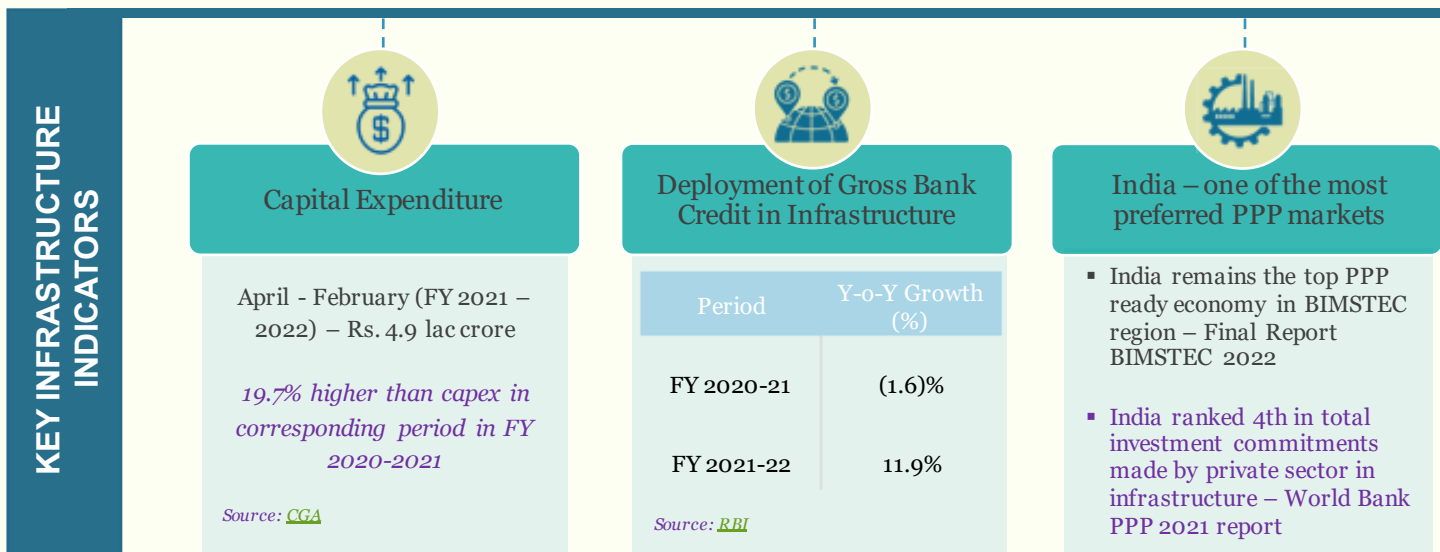 KEY INFRASTRUCTURE
INDICATORS
Capital Expenditure
April - February (FY 2021 –
2022) – Rs. 4.9 lac crore
19.7% higher than capex in
corresponding period in FY
2020-2021
Source: CGA
Deployment of Gross Bank
Credit in Infrastructure
Period Y-o-Y Growth
(%)
FY 2020-21 (1.6)%
FY 2021-22 11.9%
Source: RBI
India – one of the most
preferred PPP markets
▪ India remains the top PPP
ready economy in BIMSTEC
region – Final Report
BIMSTEC 2022
▪ India ranked 4th in total
investment commitments
made by private sector in
infrastructure – World Bank
PPP 2021 report